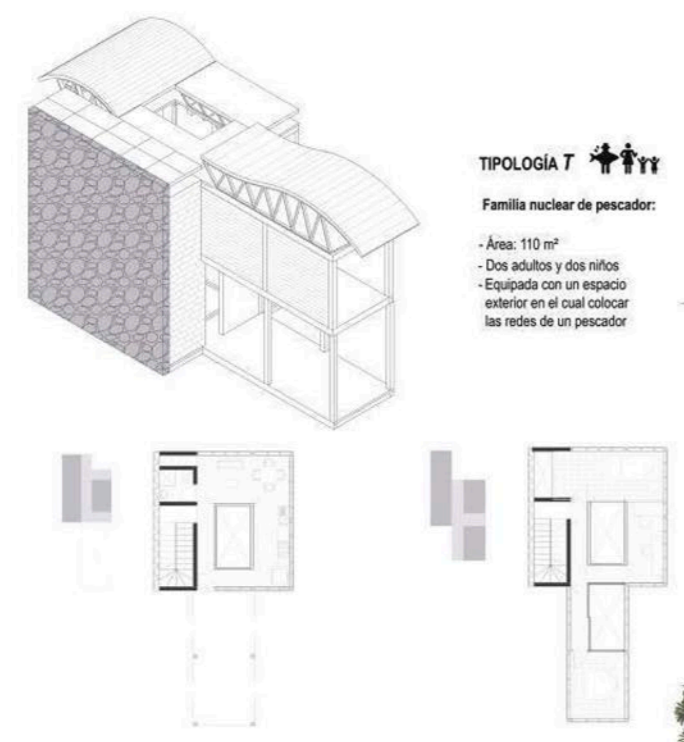 TIPOLOGÍA T
Familia nuclear de pescador:
- Área: 110 m²
- Dos adultos y dos niños
- Equipada con un espacio
exterior en el cual colocar
las redes de un pescador